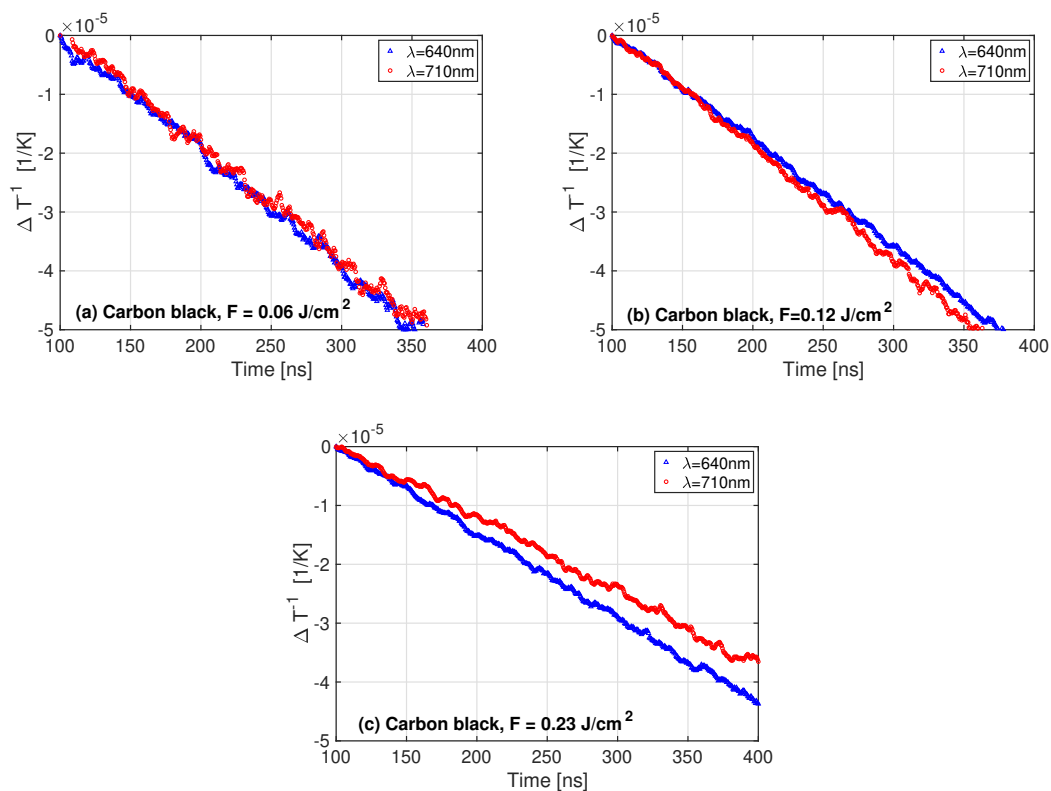 ×10⁻⁵
0
-1
-2
-3
-4
-5
Δ T⁻¹ [1/K]
λ=640nm
λ=710nm
(a) Carbon black, F = 0.06 J/cm²
100 150 200 250 300 350 400
Time [ns]
×10⁻⁵
0
-1
-2
-3
-4
-5
Δ T⁻¹ [1/K]
λ=640nm
λ=710nm
(b) Carbon black, F=0.12 J/cm²
100 150 200 250 300 350 400
Time [ns]
×10⁻⁵
0
-1
-2
-3
-4
-5
Δ T⁻¹ [1/K]
λ=640nm
λ=710nm
(c) Carbon black, F = 0.23 J/cm²
100 150 200 250 300 350 400
Time [ns]